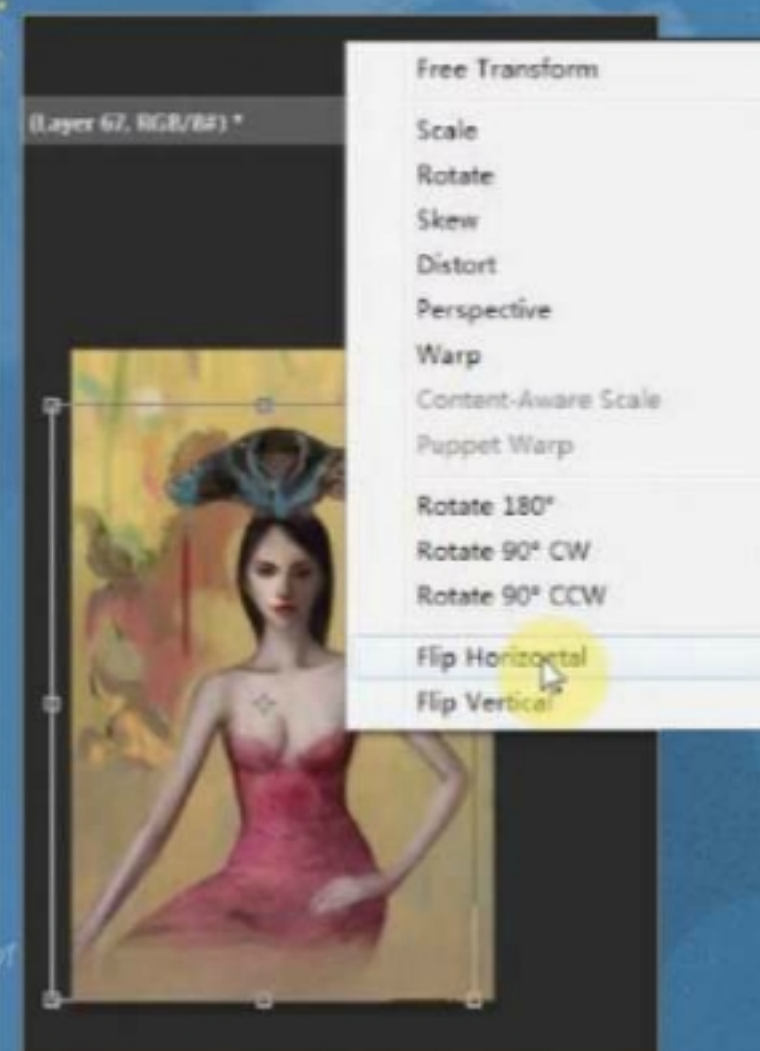 (Layer 67, RGB/8#) *
Free Transform
Scale
Rotate
Skew
Distort
Perspective
Warp
Content-Aware Scale
Puppet Warp
Rotate 180°
Rotate 90° CW
Rotate 90° CCW
Flip Horizontal
Flip Vertical